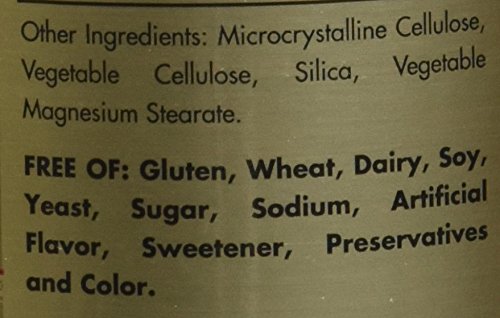 Other Ingredients: Microcrystalline Cellulose,
Vegetable Cellulose, Silica, Vegetable
Magnesium Stearate.
FREE OF: Gluten, Wheat, Dairy, Soy,
Yeast, Sugar, Sodium, Artificial
Flavor, Sweetener, Preservatives
and Color.